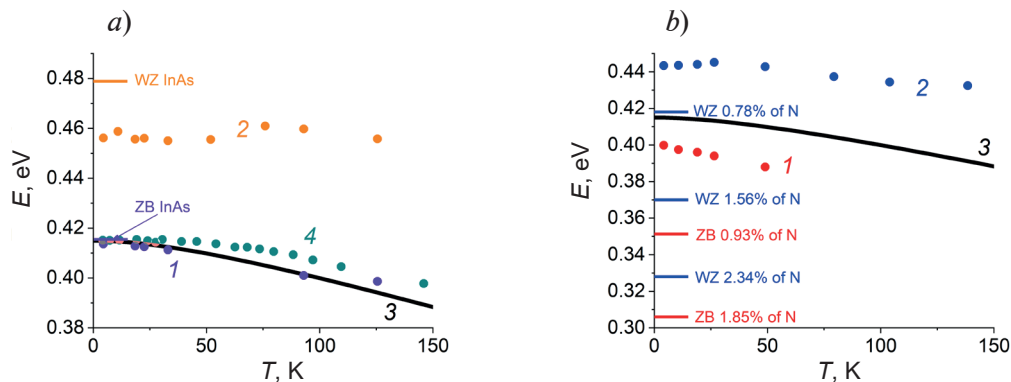 a)
E, eV
0.48
0.46
0.44
0.42
0.40
0.38
WZ InAs
2
ZB InAs
1
4
3
0
50
100
150
T, K
b)
E, eV
0.44
0.42
0.40
0.38
0.36
0.34
0.32
0.30
2
WZ 0.78% of N
3
1
WZ 1.56% of N
ZB 0.93% of N
WZ 2.34% of N
ZB 1.85% of N
0
50
100
150
T, K